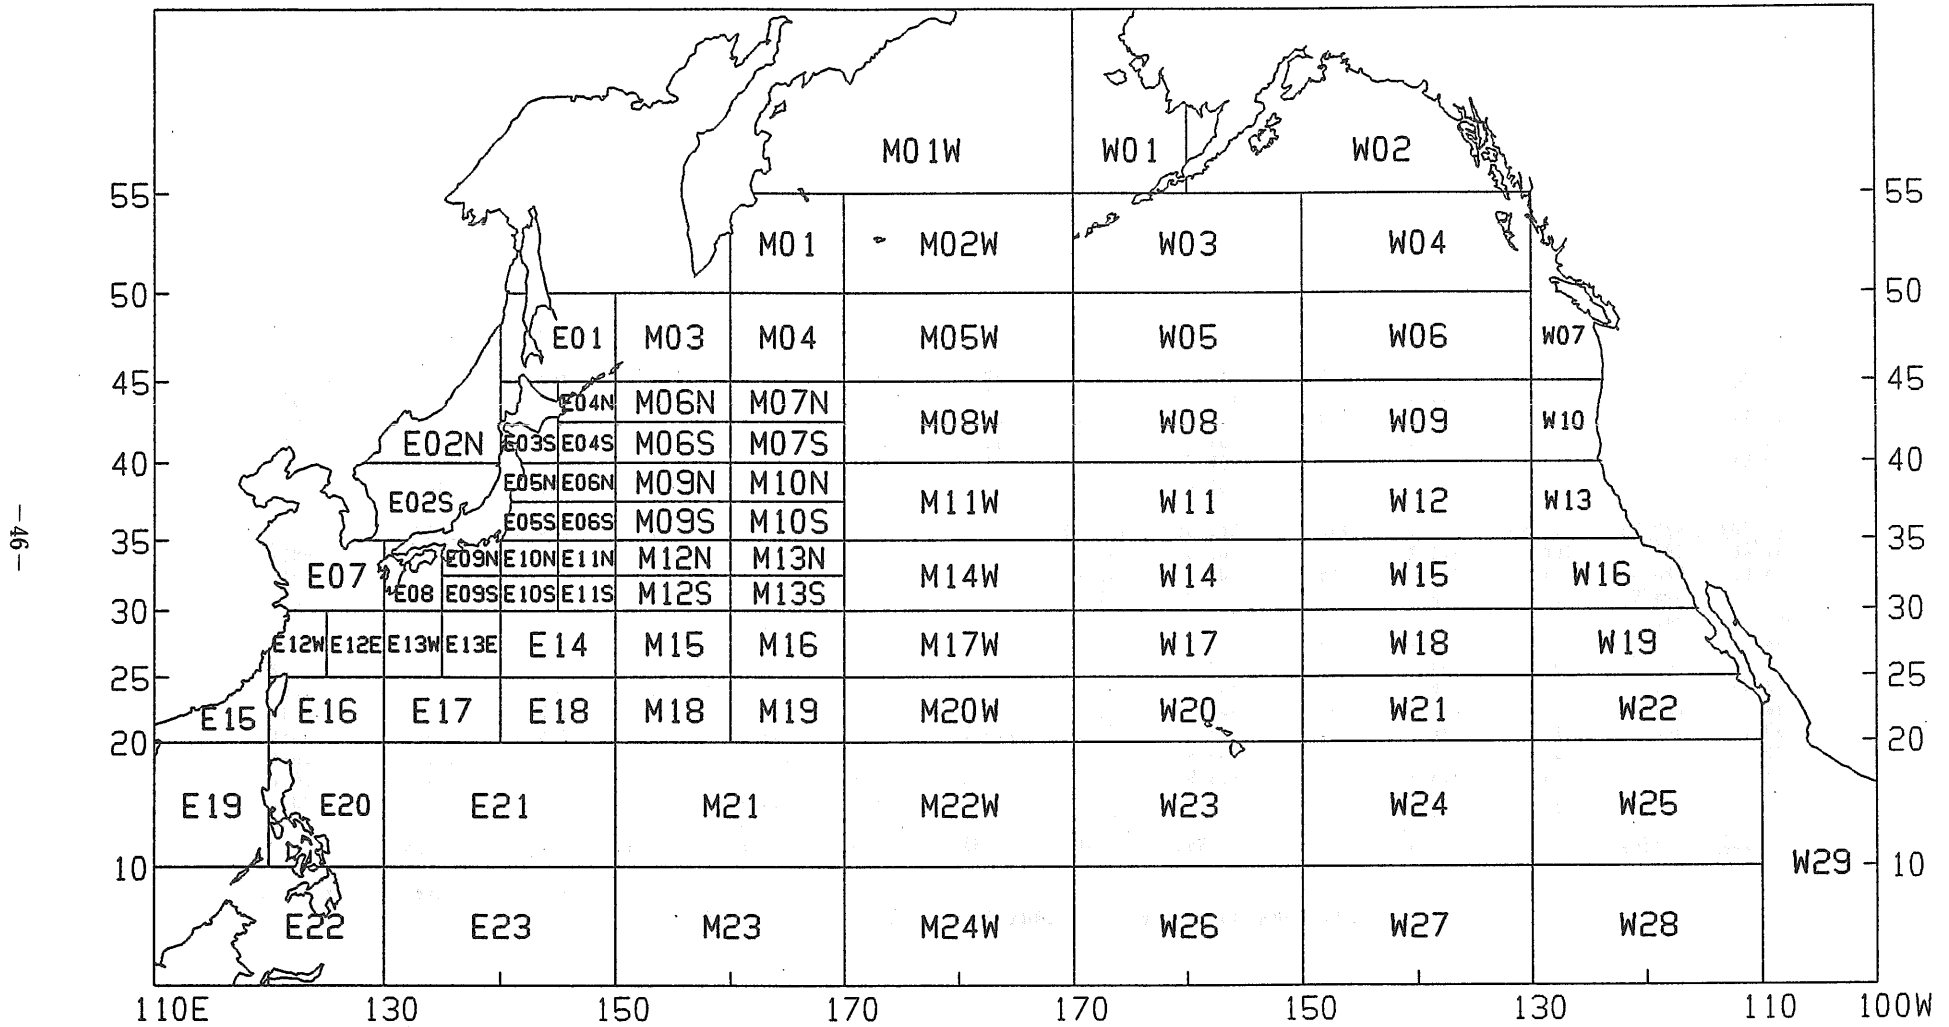 M01W W01 W02
55 55
M01 M02W W03 W04
50 50
E01 M03 M04 M05W W05 W06 W07
45 45
E04N M06N M07N
M08W W08 W09 W10
E02N E03S E04S M06S M07S
40 40
E05N E06N M09N M10N
E02S M11W W11 W12 W13
E05S E06S M09S M10S
35 35
E09N E10N E11N M12N M13N
E07 M14W W14 W15 W16
E08 E09S E10S E11S M12S M13S
30 30
E12W E12E E13W E13E E14 M15 M16 M17W W17 W18 W19
25 25
E15 E16 E17 E18 M18 M19 M20W W20 W21 W22
20 20
E19 E20 E21 M21 M22W W23 W24 W25
10 W29 10
E22 E23 M23 M24W W26 W27 W28
110E 130 150 170 170 150 130 110 100W
-46-